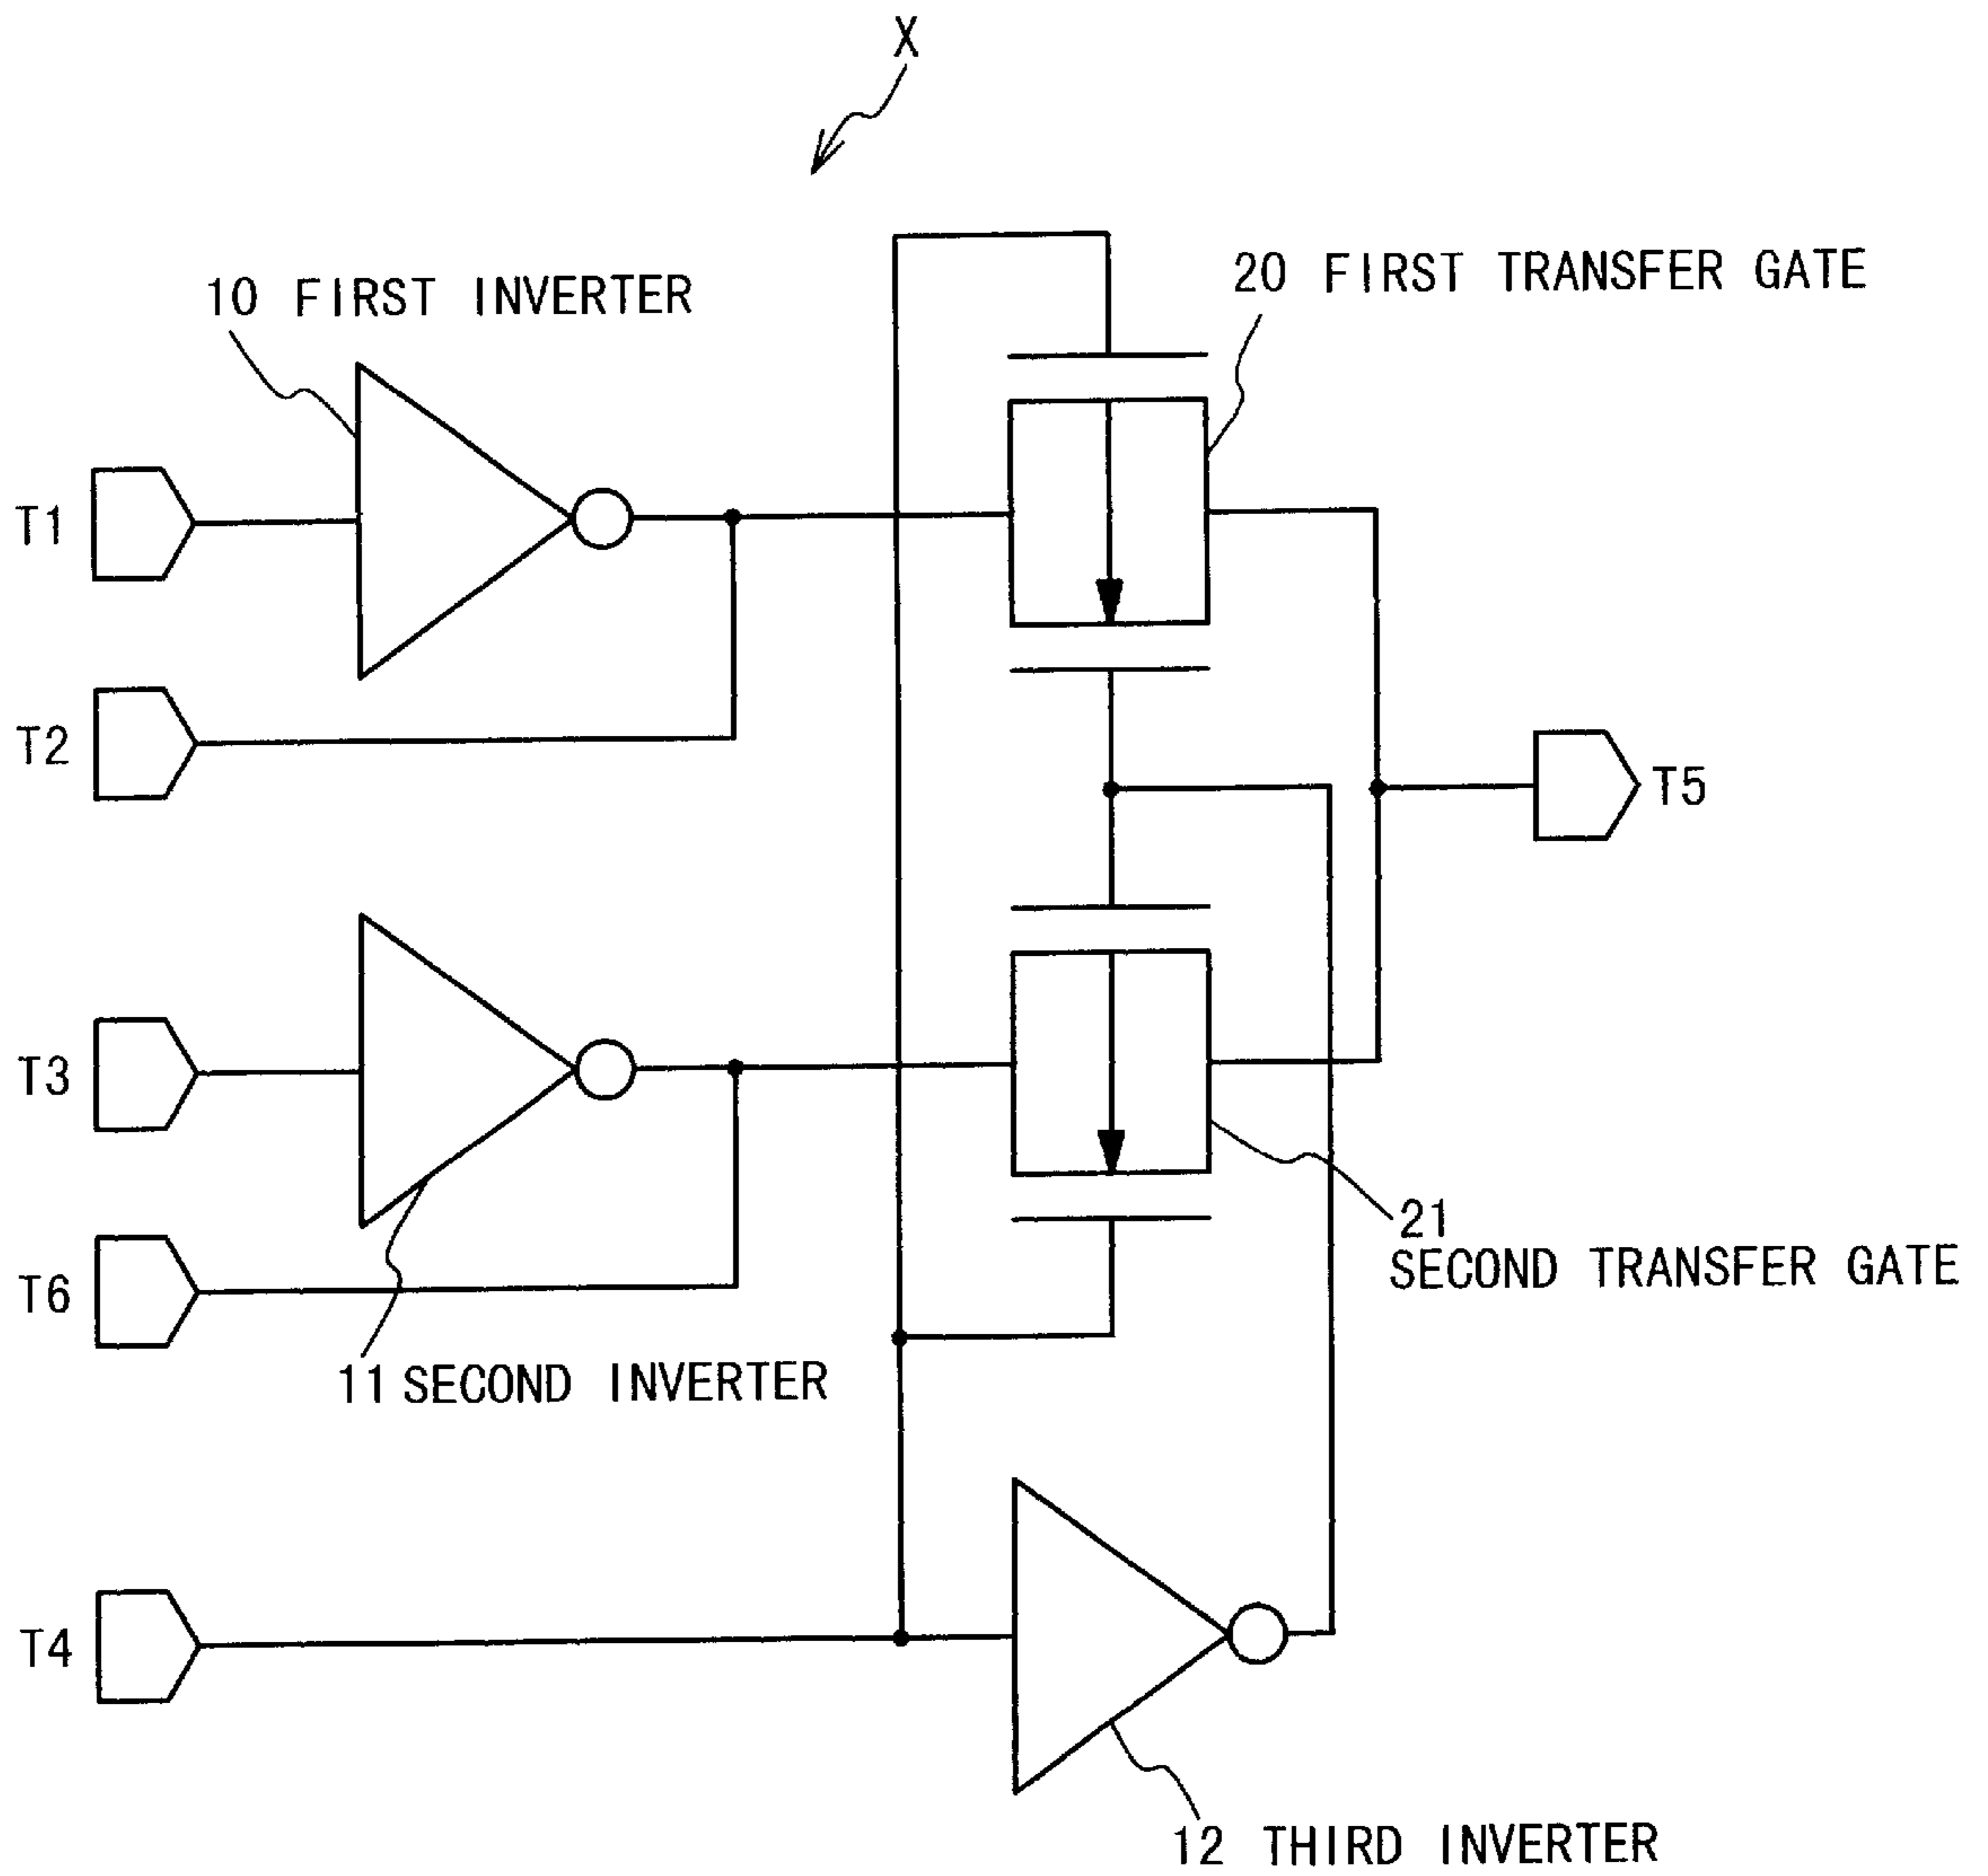 X
10 FIRST INVERTER
20 FIRST TRANSFER GATE
T1
T2
T5
T3
21
SECOND TRANSFER GATE
T6
11 SECOND INVERTER
T4
12 THIRD INVERTER